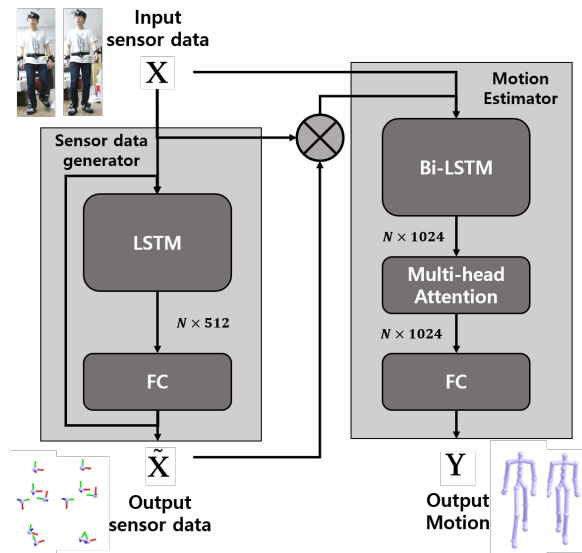 Input
sensor data
X
Motion
Estimator
Sensor data
generator
LSTM
N × 512
FC
X̃
Output
sensor data
Bi-LSTM
N × 1024
Multi-head
Attention
N × 1024
FC
Y
Output
Motion